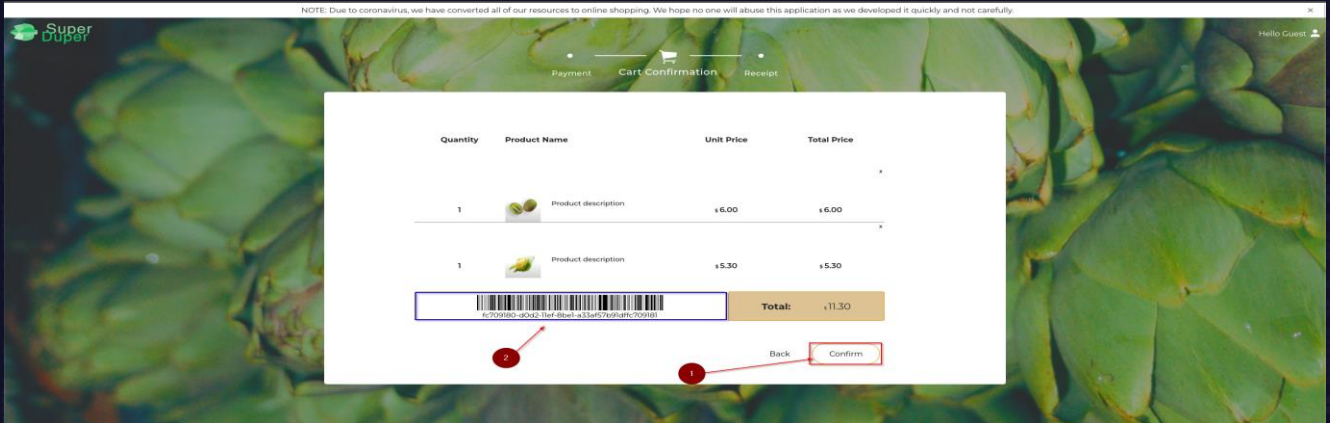 NOTE: Due to coronavirus, we have converted all of our resources to online shopping. We hope no one will abuse this application as we developed it quickly and not carefully. x
Super
Duper
Hello Guest
Payment Cart Confirmation Receipt
Quantity Product Name Unit Price Total Price
x
1 Product description $6.00 $6.00
x
1 Product description $5.30 $5.30
fc709180-d0d2-11ef-8be1-a33af57b91dffc709181
Total: $11.30
Back Confirm
2
1